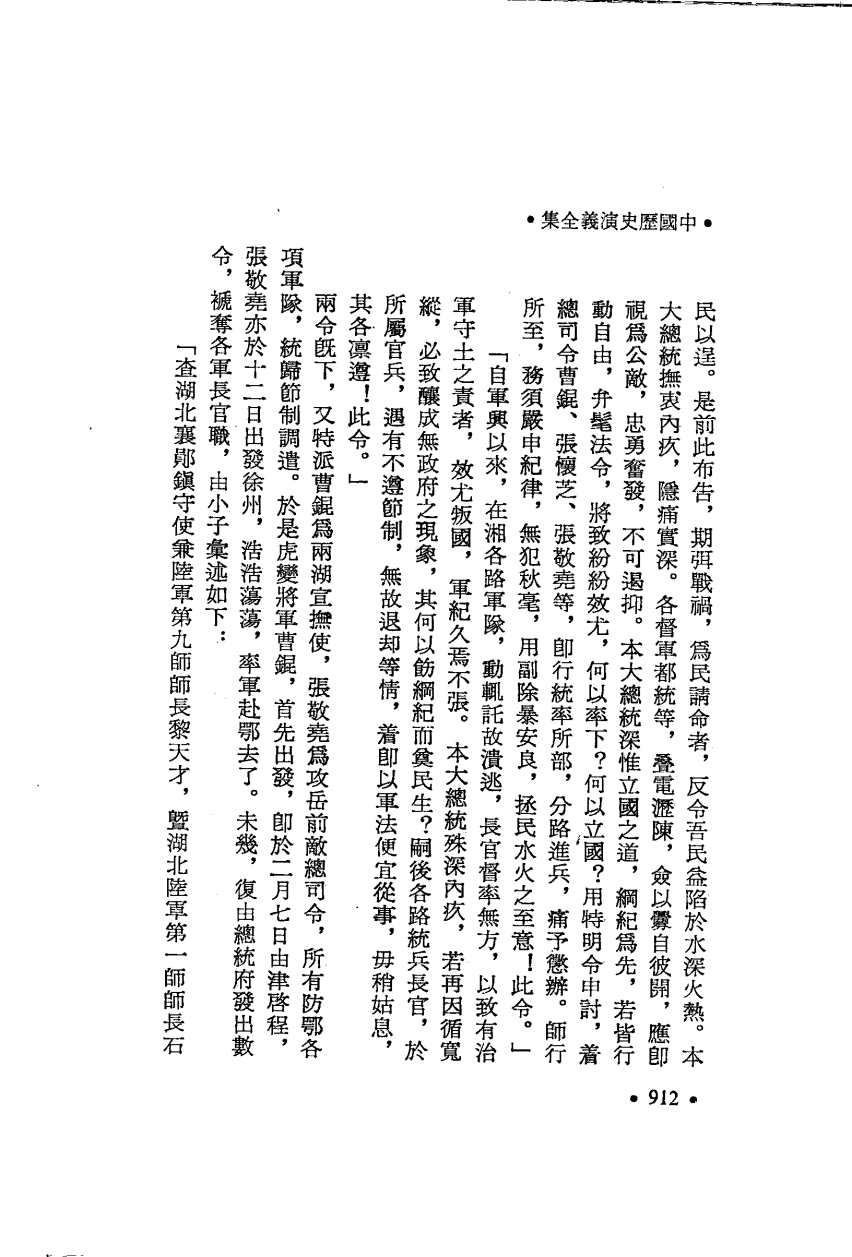 •中國歷史演義全集•
民以逞。是前此布告，期弭戰禍，爲民請命者，反令吾民益陷於水深火熱。本
大總統撫衷內疚，隱痛實深。各督軍都統等，疊電瀝陳，僉以釁自彼開，應卽
視爲公敵，忠勇奮發，不可遏抑。本大總統深惟立國之道，綱紀爲先，若皆行
動自由，弁髦法令，將致紛紛效尤，何以率下？何以立國？用特明令申討，着
總司令曹錕、張懷芝、張敬堯等，卽行統率所部，分路進兵，痛予懲辦。師行
所至，務須嚴申紀律，無犯秋毫，用副除暴安良，拯民水火之至意！此令。」
「自軍興以來，在湘各路軍隊，動輒託故潰逃，長官督率無方，以致有治
軍守土之責者，效尤叛國，軍紀久焉不張。本大總統殊深內疚，若再因循寬
縱，必致釀成無政府之現象，其何以飭綱紀而奠民生？嗣後各路統兵長官，於
所屬官兵，遇有不遵節制，無故退却等情，着卽以軍法便宜從事，毋稍姑息，
其各凛遵！此令。」
兩令旣下，又特派曹錕爲兩湖宣撫使，張敬堯爲攻岳前敵總司令，所有防鄂各
項軍隊，統歸節制調遣。於是虎變將軍曹錕，首先出發，卽於二月七日由津啓程，
張敬堯亦於十二日出發徐州，浩浩蕩蕩，率軍赴鄂去了。未幾，復由總統府發出數
令，褫奪各軍長官職，由小子彙述如下：
「查湖北襄鄖鎭守使兼陸軍第九師師長黎天才，曁湖北陸軍第一師師長石
•912•